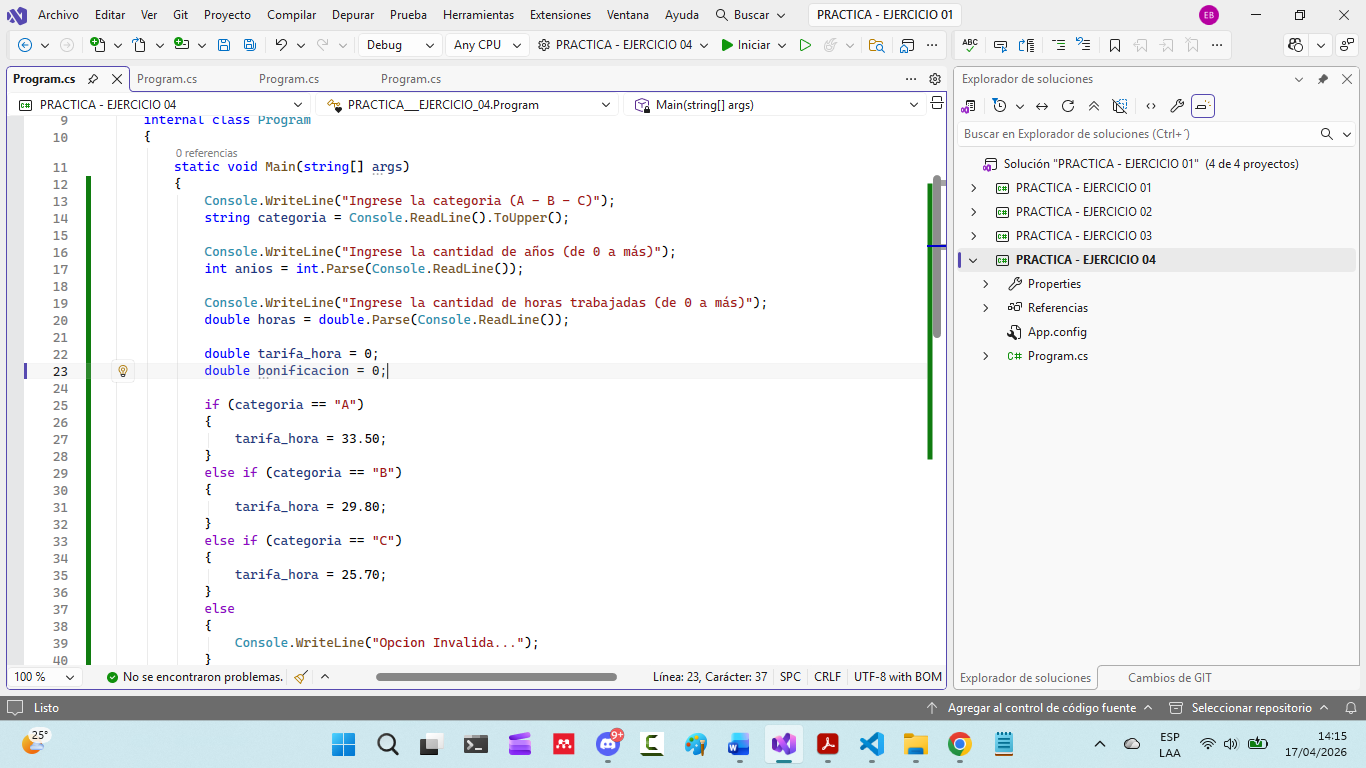 Archivo Editar Ver Git Proyecto Compilar Depurar Prueba Herramientas Extensiones Ventana Ayuda Buscar PRACTICA - EJERCICIO 01 EB
Debug Any CPU PRACTICA - EJERCICIO 04 Iniciar ABC
Program.cs Program.cs Program.cs Program.cs
PRACTICA - EJERCICIO 04 PRACTICA___EJERCICIO_04.Program Main(string[] args)
9 internal class Program
10 {
0 referencias
11 static void Main(string[] args)
12 {
13 Console.WriteLine("Ingrese la categoria (A - B - C)");
14 string categoria = Console.ReadLine().ToUpper();
15
16 Console.WriteLine("Ingrese la cantidad de años (de 0 a más)");
17 int anios = int.Parse(Console.ReadLine());
18
19 Console.WriteLine("Ingrese la cantidad de horas trabajadas (de 0 a más)");
20 double horas = double.Parse(Console.ReadLine());
21
22 double tarifa_hora = 0;
23 double bonificacion = 0;
24
25 if (categoria == "A")
26 {
27 tarifa_hora = 33.50;
28 }
29 else if (categoria == "B")
30 {
31 tarifa_hora = 29.80;
32 }
33 else if (categoria == "C")
34 {
35 tarifa_hora = 25.70;
36 }
37 else
38 {
39 Console.WriteLine("Opcion Invalida...");
40 }
100 % No se encontraron problemas. Línea: 23, Carácter: 37 SPC CRLF UTF-8 with BOM
Explorador de soluciones
Buscar en Explorador de soluciones (Ctrl+´)
Solución "PRACTICA - EJERCICIO 01" (4 de 4 proyectos)
PRACTICA - EJERCICIO 01
PRACTICA - EJERCICIO 02
PRACTICA - EJERCICIO 03
PRACTICA - EJERCICIO 04
Properties
Referencias
App.config
C# Program.cs
Explorador de soluciones Cambios de GIT
Listo Agregar al control de código fuente Seleccionar repositorio
25° 9+ ESP LAA 14:15 17/04/2026